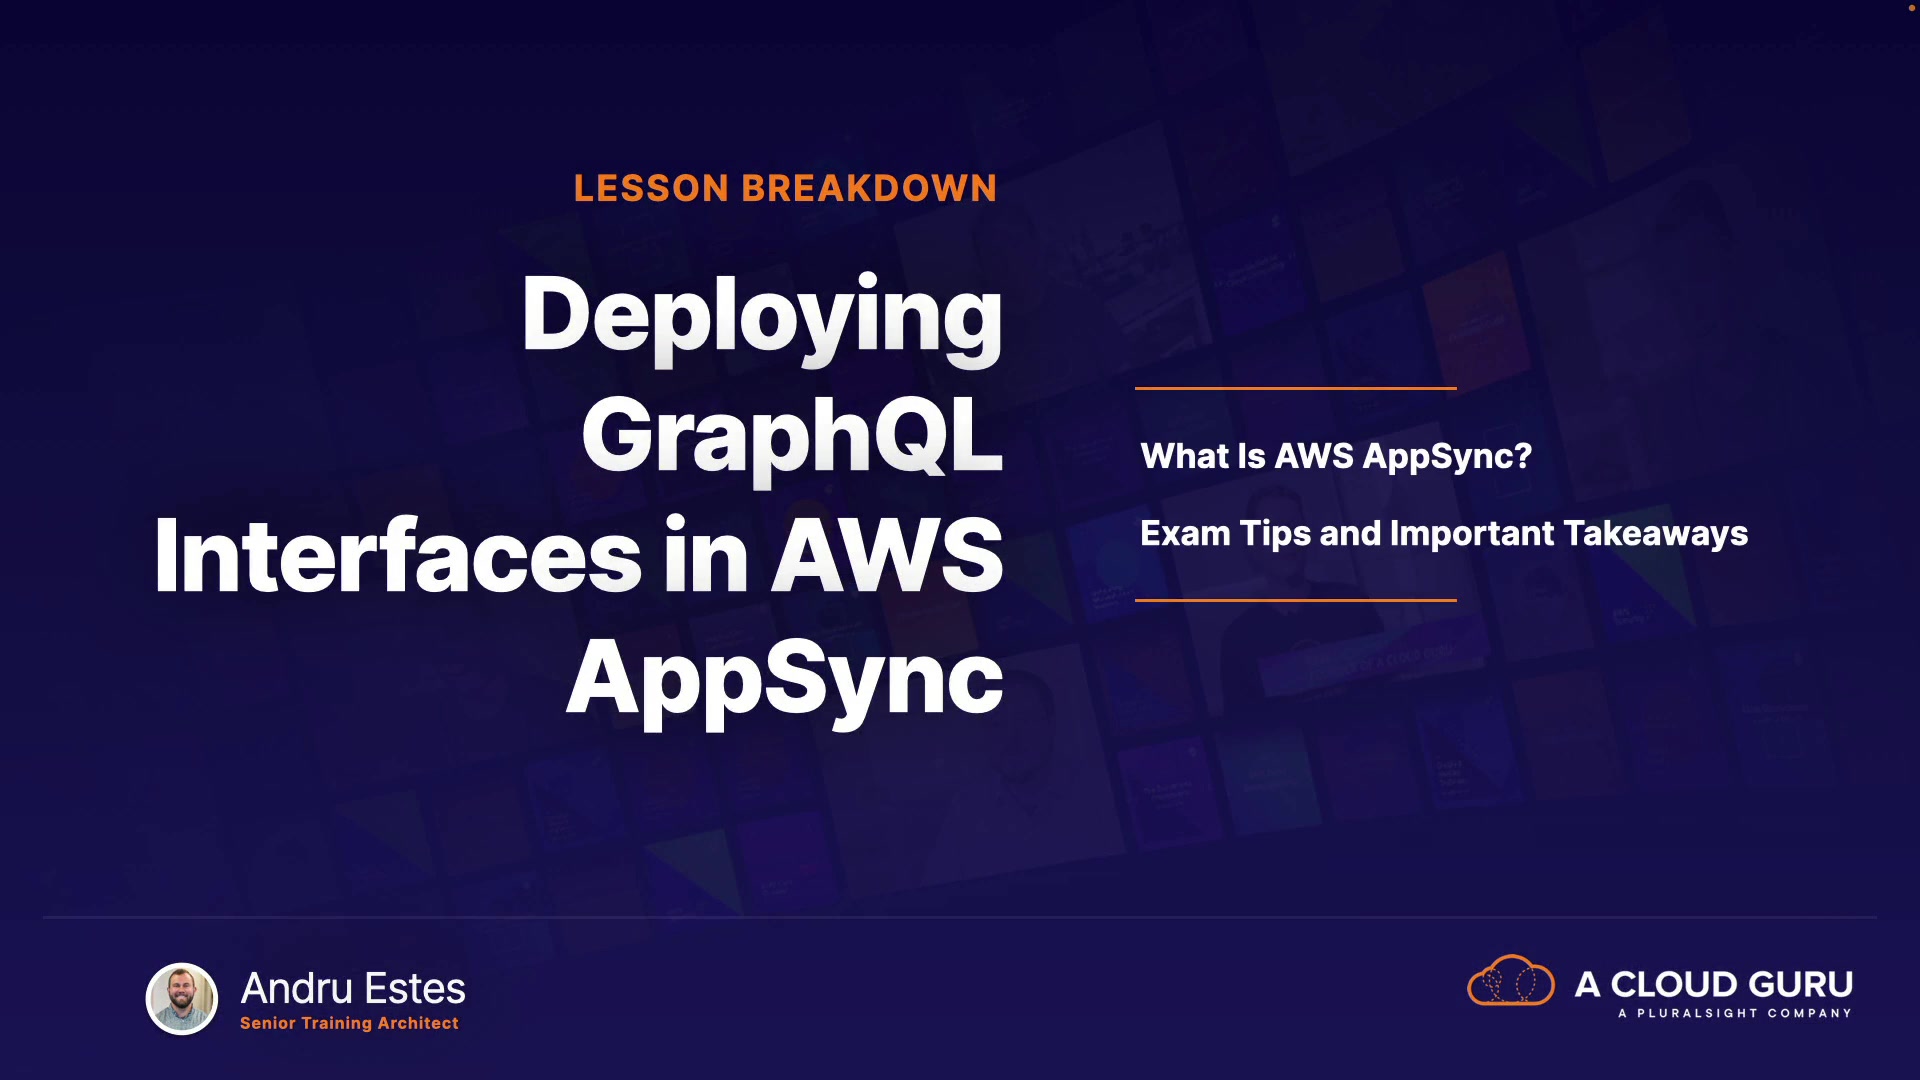 LESSON BREAKDOWN
Deploying
GraphQL
Interfaces in AWS
AppSync
What Is AWS AppSync?
Exam Tips and Important Takeaways
Andru Estes
Senior Training Architect
A CLOUD GURU
A PLURALSIGHT COMPANY